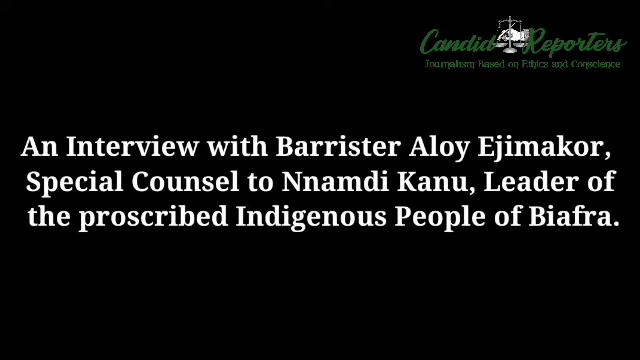 Candid Reporters
Journalism Based on Ethics and Conscience
An Interview with Barrister Aloy Ejimakor,
Special Counsel to Nnamdi Kanu, Leader of
the proscribed Indigenous People of Biafra.